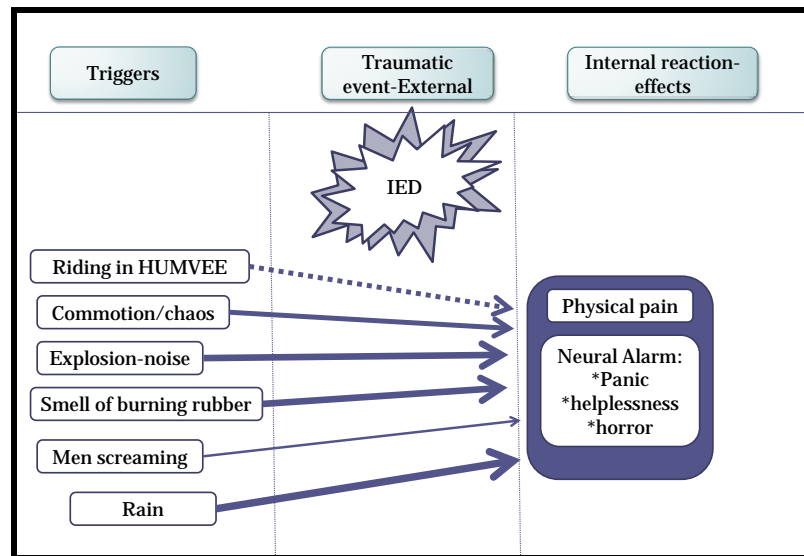 Triggers
Traumatic
event-External
Internal reaction-
effects
IED
Riding in HUMVEE
Commotion/chaos
Explosion-noise
Smell of burning rubber
Men screaming
Rain
Physical pain
Neural Alarm:
*Panic
*helplessness
*horror